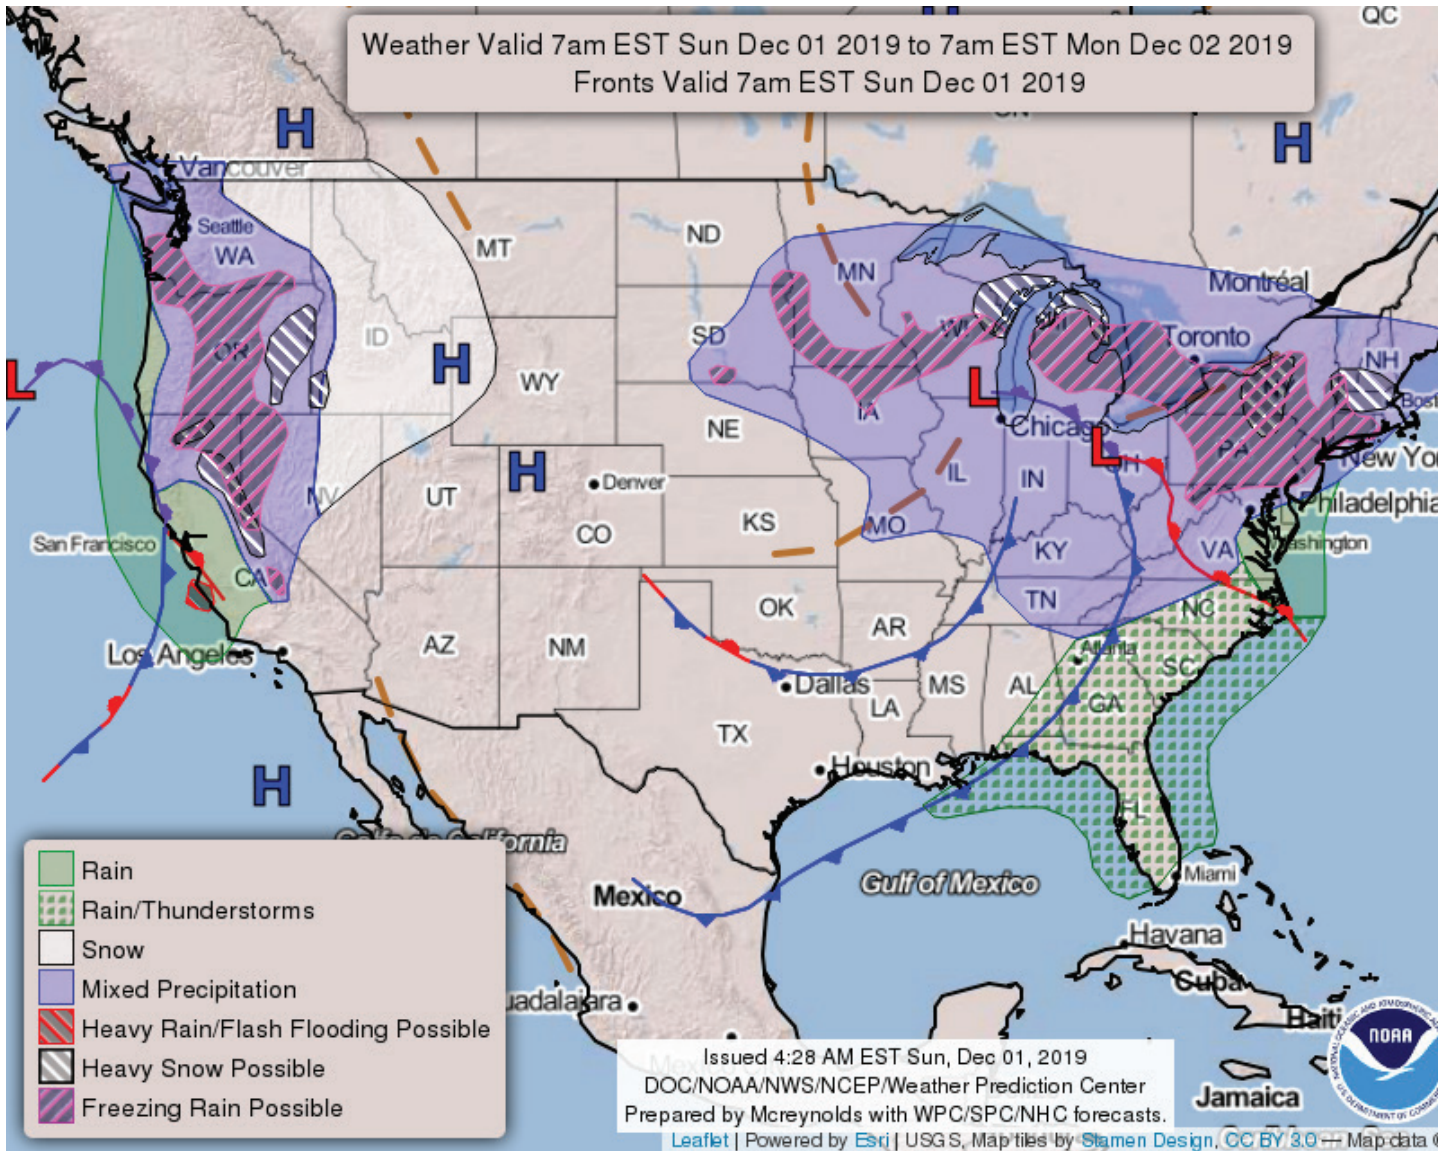 QC
Weather Valid 7am EST Sun Dec 01 2019 to 7am EST Mon Dec 02 2019
Fronts Valid 7am EST Sun Dec 01 2019
H
H
Vancouver
Seattle
WA
MT
ND
MN
Montréal
L
OR
ID
H
WY
SD
WI
MI
Toronto
NH
L
IA
Chicago
NE
L
OH
PA
New Yo
H
Denver
UT
NV
CO
KS
MO
IL
IN
KY
VA
Philadelphia
ashington
San Francisco
CA
AZ
NM
OK
AR
TN
NC
Los Angeles
Atlanta
SC
Dallas
MS
AL
GA
LA
TX
Houston
H
FL
Miami
Gulf of Mexico
Mexico
Havana
Cuba
Haiti
Jamaica
uadalajara
Rain
Rain/Thunderstorms
Snow
Mixed Precipitation
Heavy Rain/Flash Flooding Possible
Heavy Snow Possible
Freezing Rain Possible
NOAA
Issued 4:28 AM EST Sun, Dec 01, 2019
DOC/NOAA/NWS/NCEP/Weather Prediction Center
Prepared by Mcreynolds with WPC/SPC/NHC forecasts.
Leaflet | Powered by Esri | USGS, Map tiles by Stamen Design, CC BY 3.0 — Map data ©